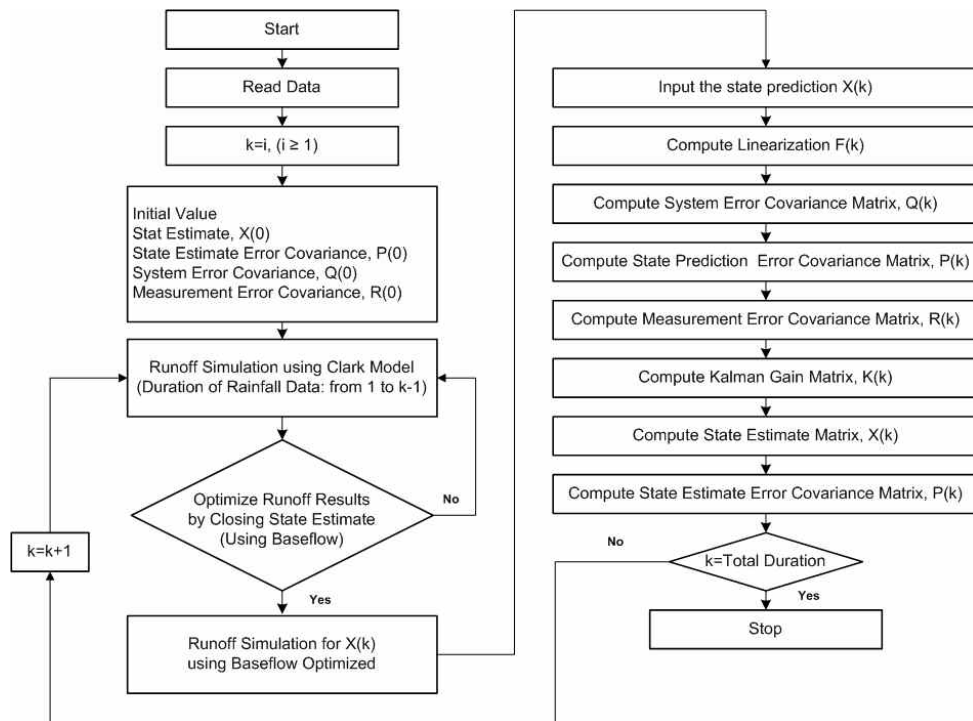 Start
Read Data
k=i, (i ≥ 1)
Initial Value
Stat Estimate, X(0)
State Estimate Error Covariance, P(0)
System Error Covariance, Q(0)
Measurement Error Covariance, R(0)
Runoff Simulation using Clark Model
(Duration of Rainfall Data: from 1 to k-1)
Optimize Runoff Results
by Closing State Estimate
(Using Baseflow)
No
Yes
k=k+1
Runoff Simulation for X(k)
using Baseflow Optimized
Input the state prediction X(k)
Compute Linearization F(k)
Compute System Error Covariance Matrix, Q(k)
Compute State Prediction Error Covariance Matrix, P(k)
Compute Measurement Error Covariance Matrix, R(k)
Compute Kalman Gain Matrix, K(k)
Compute State Estimate Matrix, X(k)
Compute State Estimate Error Covariance Matrix, P(k)
No
k=Total Duration
Yes
Stop